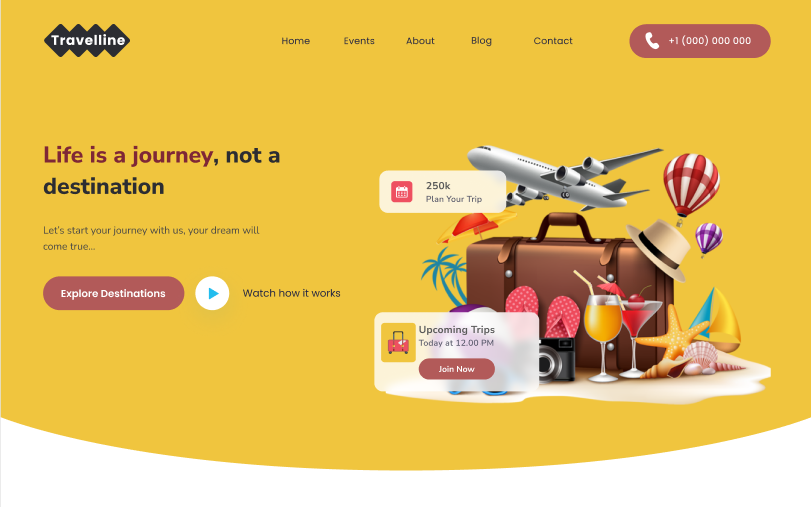 Travelline
Home
Events
About
Blog
Contact
+1 (000) 000 000
Life is a journey, not a
destination
Let's start your journey with us, your dream will
come true...
Explore Destinations
Watch how it works
250k
Plan Your Trip
Upcoming Trips
Today at 12.00 PM
Join Now